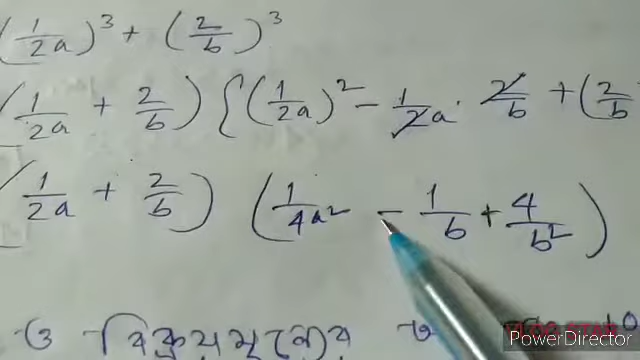 (1/2a)³ + (2/b)³
(1/2a + 2/b) {(1/2a)² - 1/2a · 2/b + (2/b
(1/2a + 2/b) (1/4a² - 1/b + 4/b²)
ও বিক্রয়মূল্যের
PowerDirector